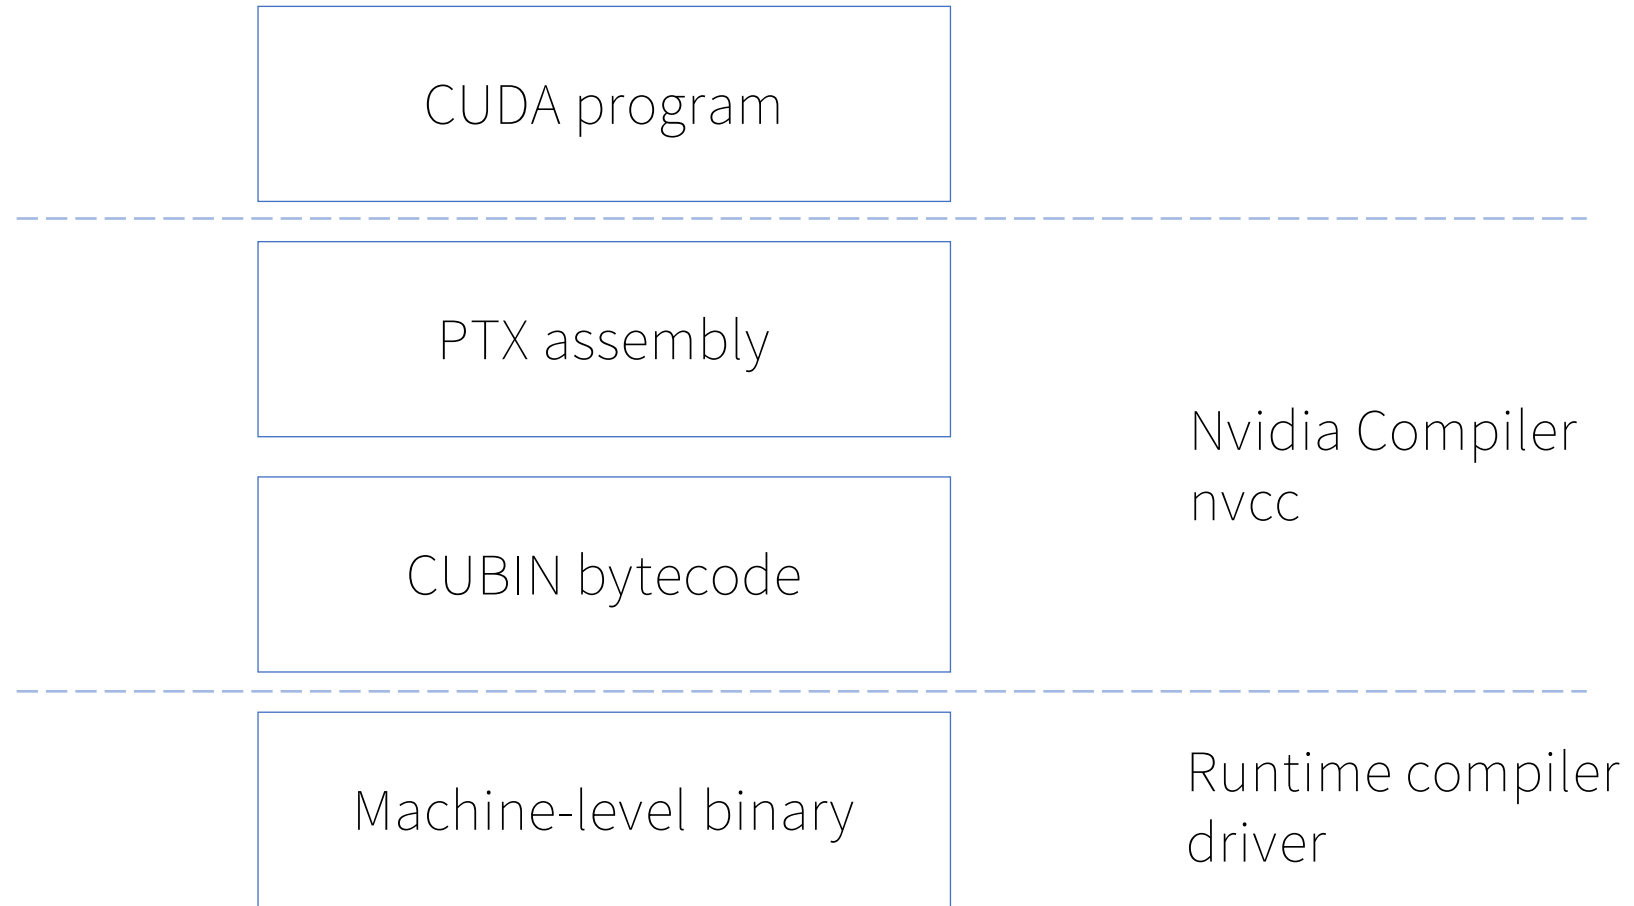 CUDA program
PTX assembly
Nvidia Compiler
nvcc
CUBIN bytecode
Runtime compiler
driver
Machine-level binary